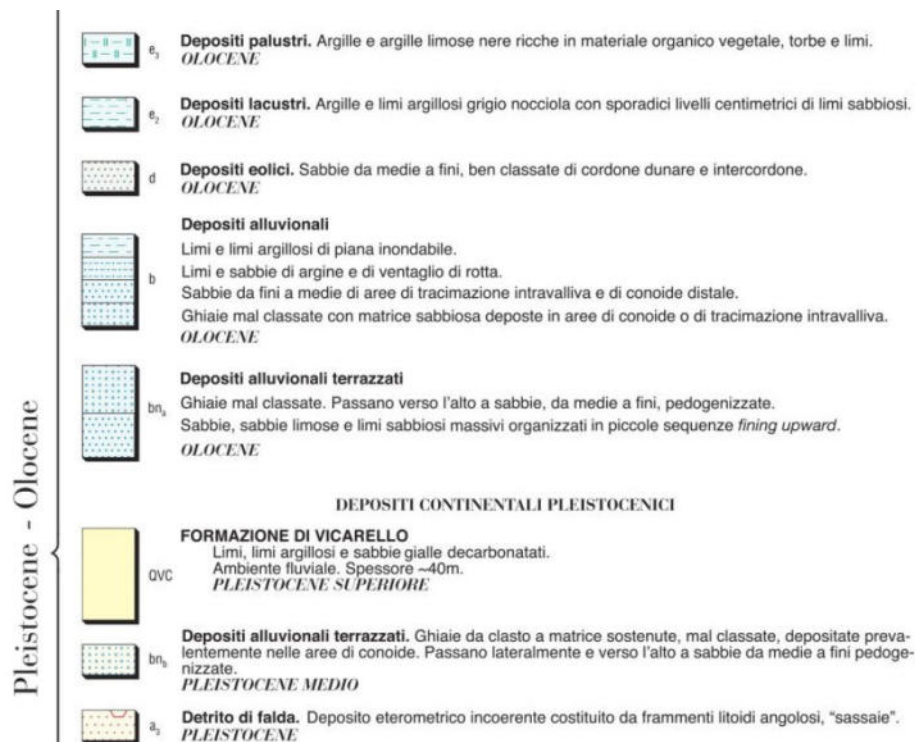 e3
Depositi palustri. Argille e argille limose nere ricche in materiale organico vegetale, torbe e limi.
OLOCENE
e2
Depositi lacustri. Argille e limi argillosi grigio nocciola con sporadici livelli centimetrici di limi sabbiosi.
OLOCENE
d
Depositi eolici. Sabbie da medie a fini, ben classate di cordone dunare e intercordone.
OLOCENE
Depositi alluvionali
Limi e limi argillosi di piana inondabile.
b
Limi e sabbie di argine e di ventaglio di rotta.
Sabbie da fini a medie di aree di tracimazione intravalliva e di conoide distale.
Ghiaie mal classate con matrice sabbiosa deposte in aree di conoide o di tracimazione intravalliva.
OLOCENE
Depositi alluvionali terrazzati
bna
Ghiaie mal classate. Passano verso l'alto a sabbie, da medie a fini, pedogenizzate.
Sabbie, sabbie limose e limi sabbiosi massivi organizzati in piccole sequenze fining upward.
OLOCENE
Pleistocene - Olocene
DEPOSITI CONTINENTALI PLEISTOCENICI
FORMAZIONE DI VICARELLO
QVC
Limi, limi argillosi e sabbie gialle decarbonatati.
Ambiente fluviale. Spessore ~40m.
PLEISTOCENE SUPERIORE
bnb
Depositi alluvionali terrazzati. Ghiaie da clasto a matrice sostenute, mal classate, depositate preva-
lentemente nelle aree di conoide. Passano lateralmente e verso l'alto a sabbie da medie a fini pedoge-
nizzate.
PLEISTOCENE MEDIO
a3
Detrito di falda. Deposito eterometrico incoerente costituito da frammenti litoidi angolosi, "sassaie".
PLEISTOCENE